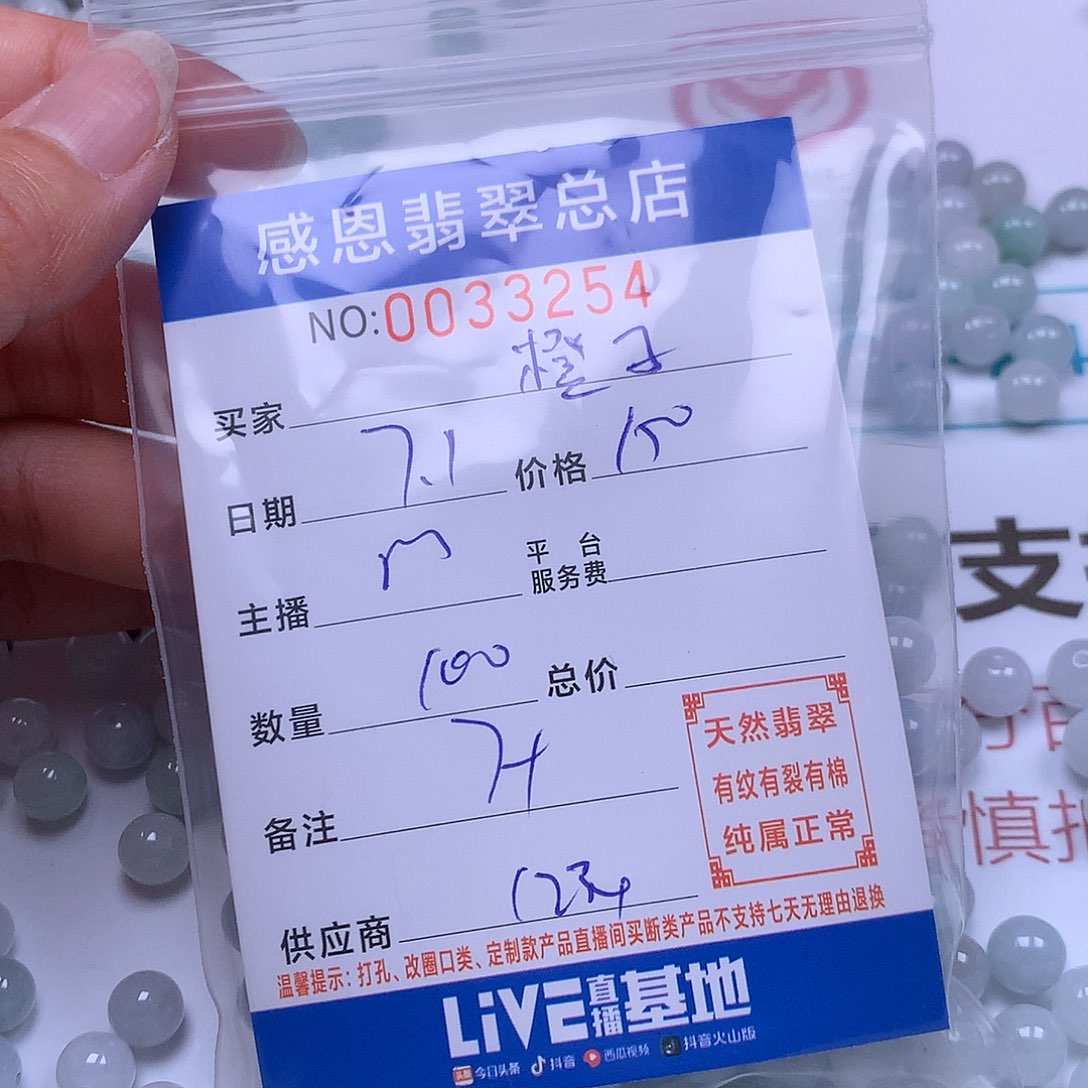 感恩翡翠总店
NO:0033254
买家 橙子
日期 7.1 价格 150
主播 m 平台服务费
数量 100 总价
备注
供应商
天然翡翠
有纹有裂有棉
纯属正常
温馨提示：打孔、改圈口类、定制款产品直播间买断类产品不支持七天无理由退换
LiVE直播基地
头条 今日头条 抖音 西瓜视频 抖音火山版
支
慎